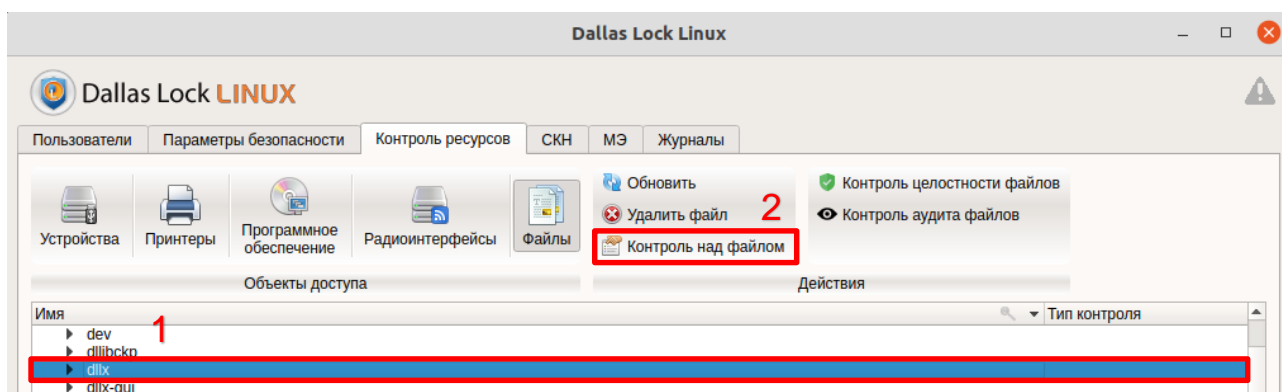 Dallas Lock Linux
Dallas Lock LINUX
Пользователи Параметры безопасности Контроль ресурсов СКН МЭ Журналы
Устройства Принтеры Программное обеспечение Радиоинтерфейсы Файлы
Объекты доступа
Обновить
Удалить файл 2
Контроль над файлом
Контроль целостности файлов
Контроль аудита файлов
Действия
Имя Тип контроля
dev 1
dllibckp
dllx
dllx-gui